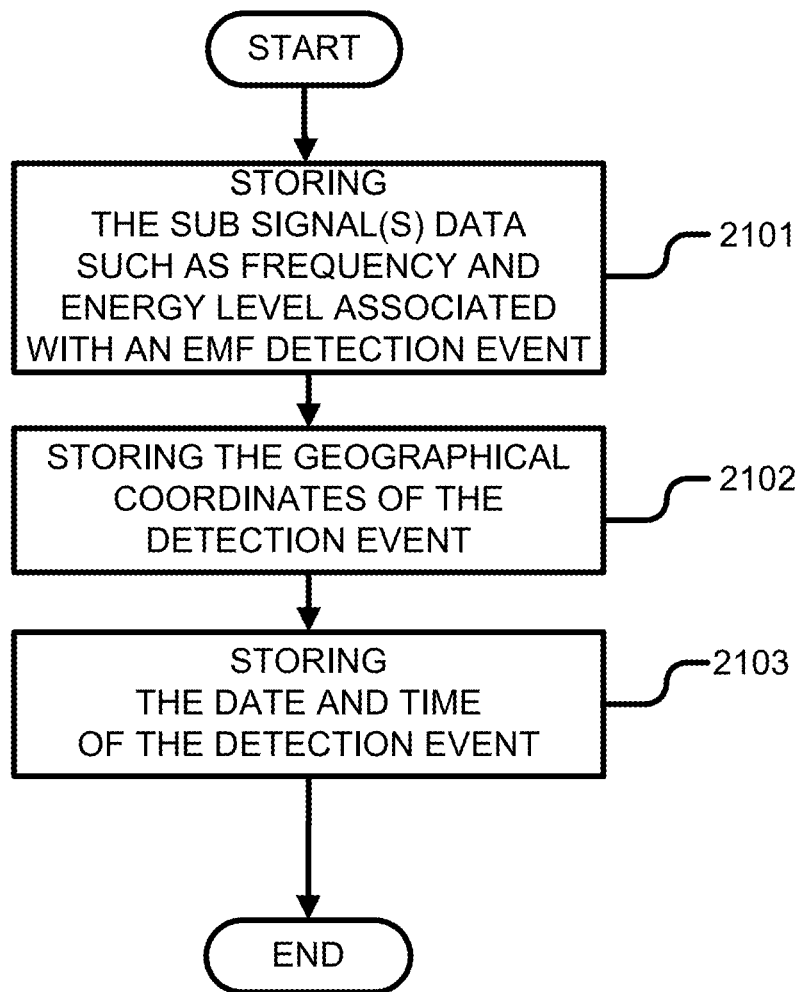 START
STORING
THE SUB SIGNAL(S) DATA
SUCH AS FREQUENCY AND
ENERGY LEVEL ASSOCIATED
WITH AN EMF DETECTION EVENT
2101
STORING THE GEOGRAPHICAL
COORDINATES OF THE
DETECTION EVENT
2102
STORING
THE DATE AND TIME
OF THE DETECTION EVENT
2103
END